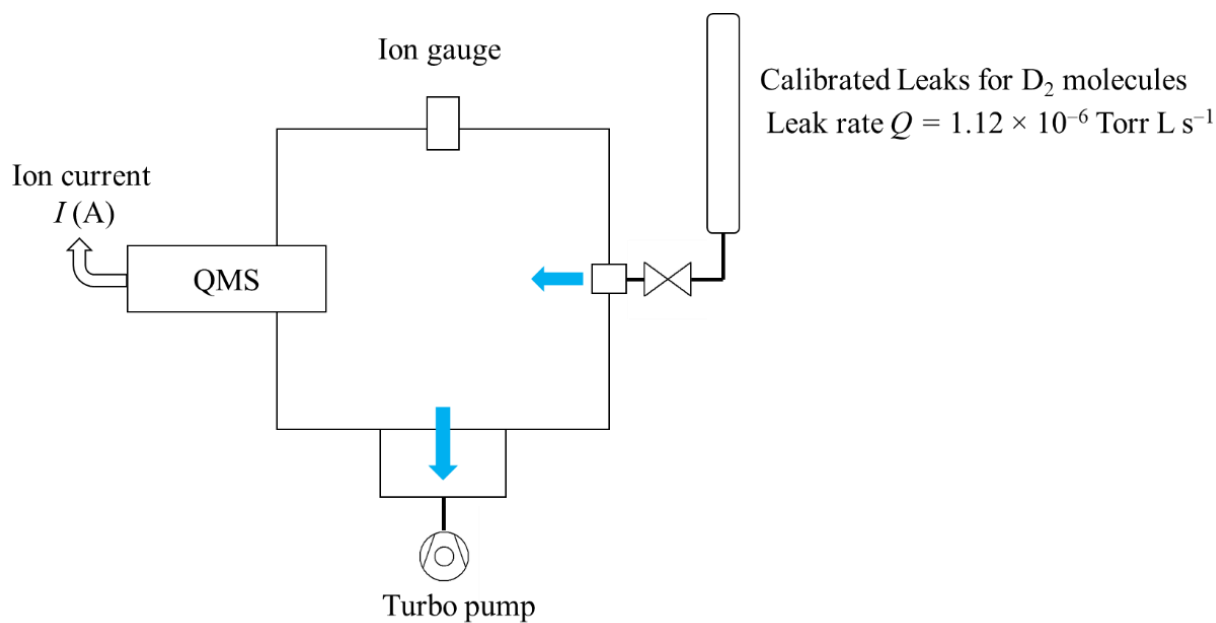 Ion gauge
Calibrated Leaks for D₂ molecules
Leak rate Q = 1.12 × 10⁻⁶ Torr L s⁻¹
Ion current
I (A)
QMS
Turbo pump